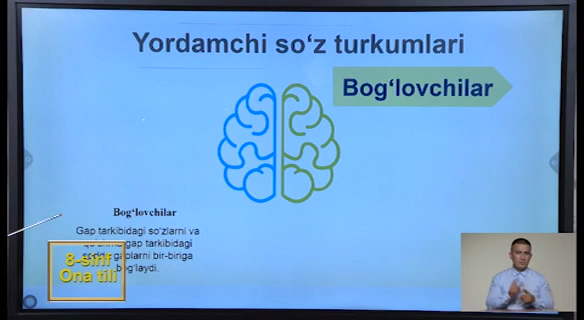 Yordamchi so‘z turkumlari
Bog‘lovchilar
Bog‘lovchilar
Gap tarkibidagi so‘zlarni va
gap tarkibidagi
gaplarni bir-biriga
bog‘laydi.
8-sinf
Ona tili